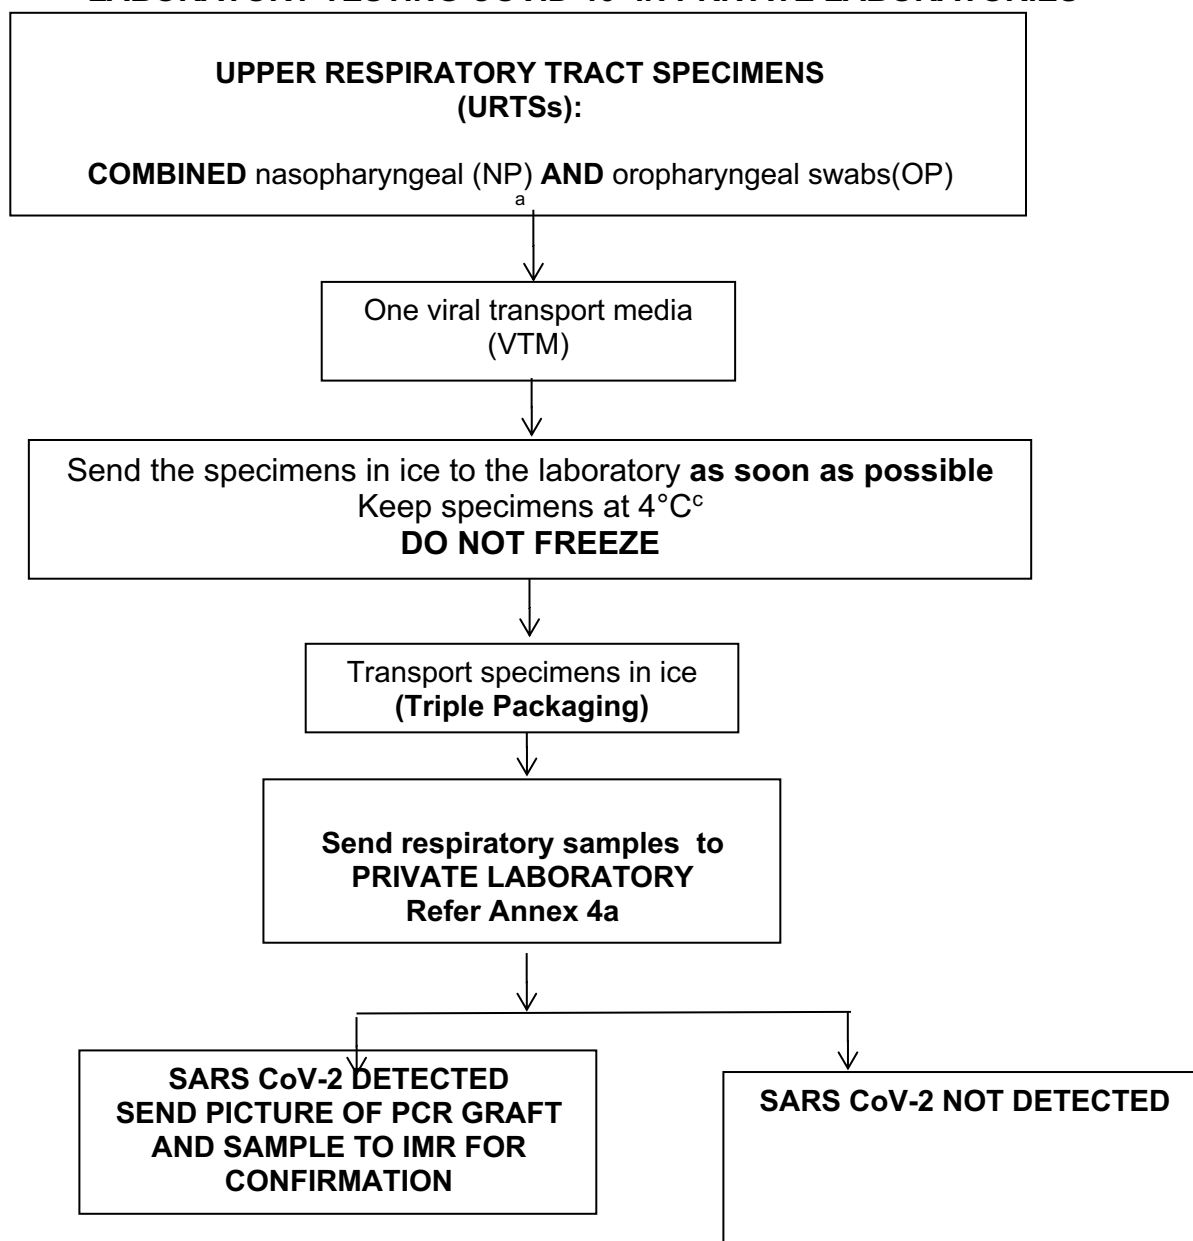 UPPER RESPIRATORY TRACT SPECIMENS
(URTSs):
COMBINED nasopharyngeal (NP) AND oropharyngeal swabs(OP)
a
One viral transport media
(VTM)
Send the specimens in ice to the laboratory as soon as possible
Keep specimens at 4°Cᶜ
DO NOT FREEZE
Transport specimens in ice
(Triple Packaging)
Send respiratory samples to
PRIVATE LABORATORY
Refer Annex 4a
SARS CoV-2 DETECTED
SEND PICTURE OF PCR GRAFT
AND SAMPLE TO IMR FOR
CONFIRMATION
SARS CoV-2 NOT DETECTED